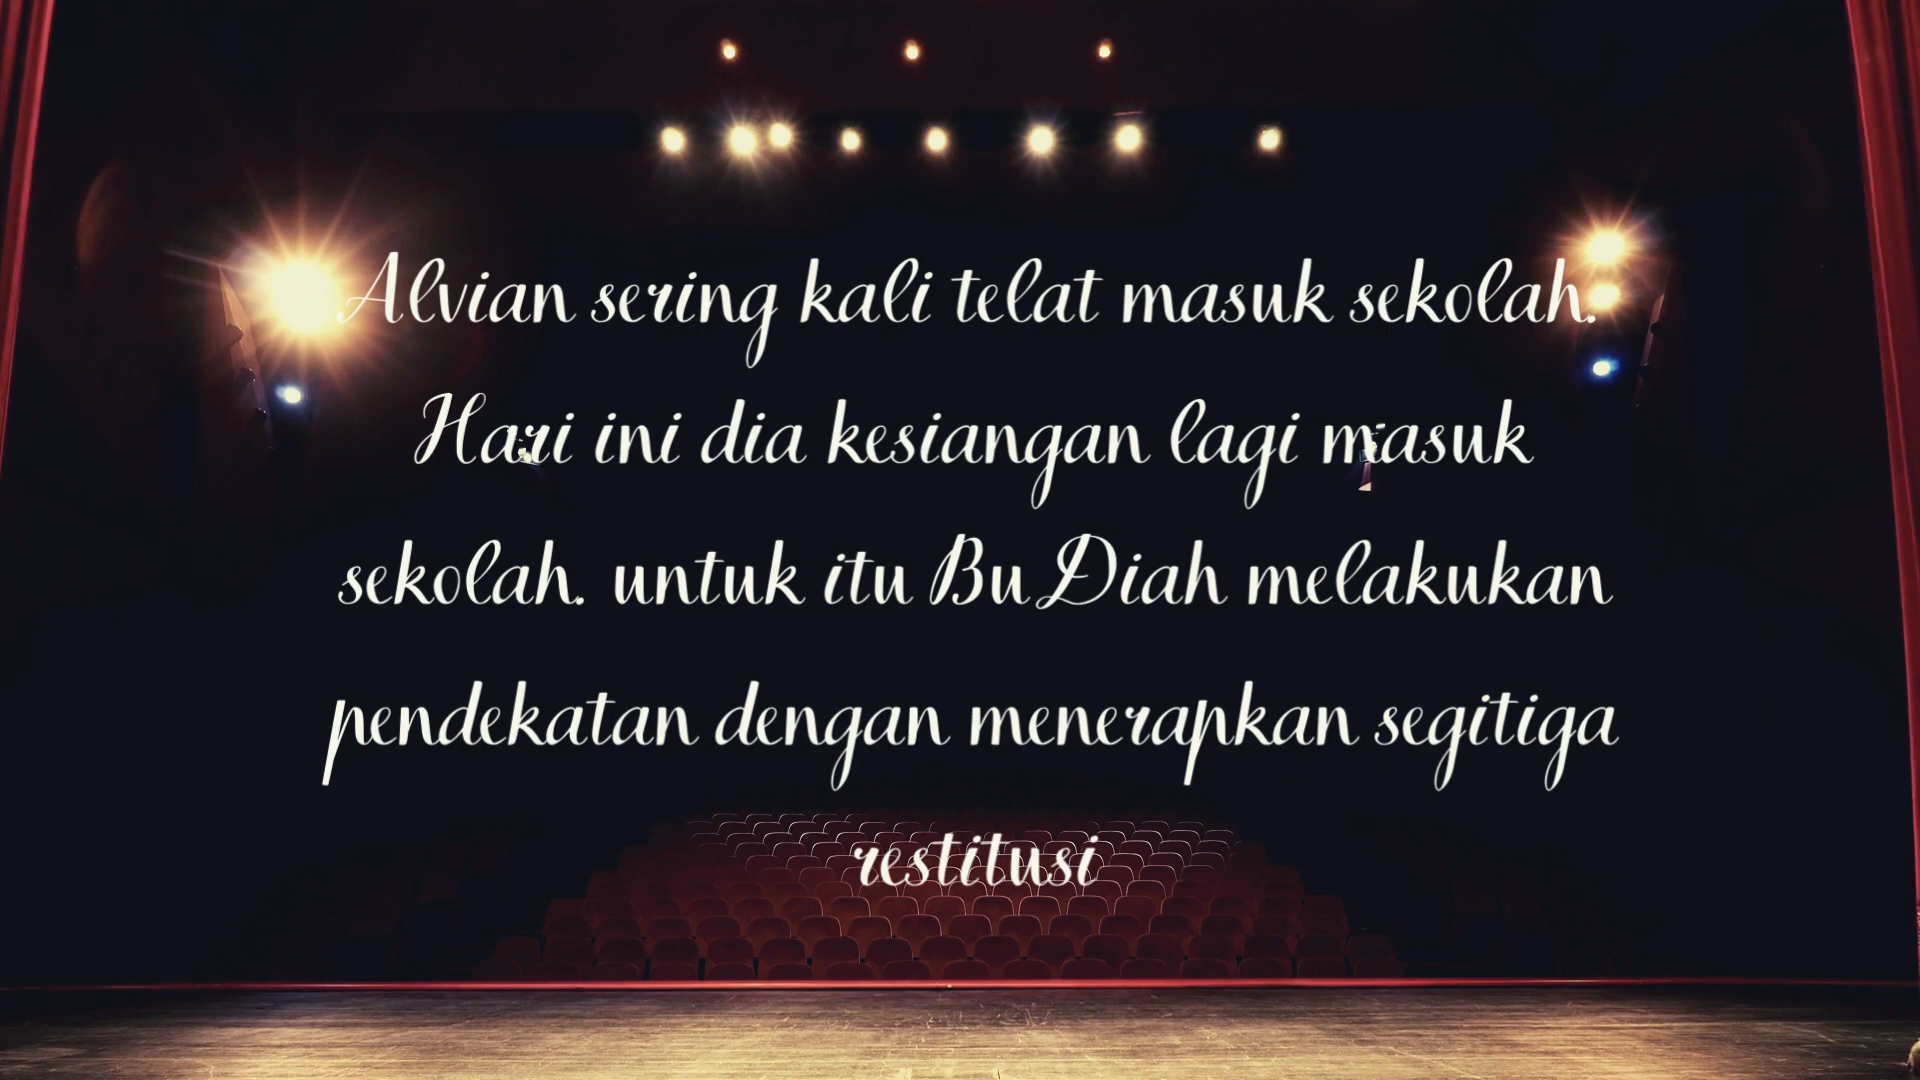 Alvian sering kali telat masuk sekolah.
Hari ini dia kesiangan lagi masuk
sekolah. untuk itu Bu Diah melakukan
pendekatan dengan menerapkan segitiga
restitusi